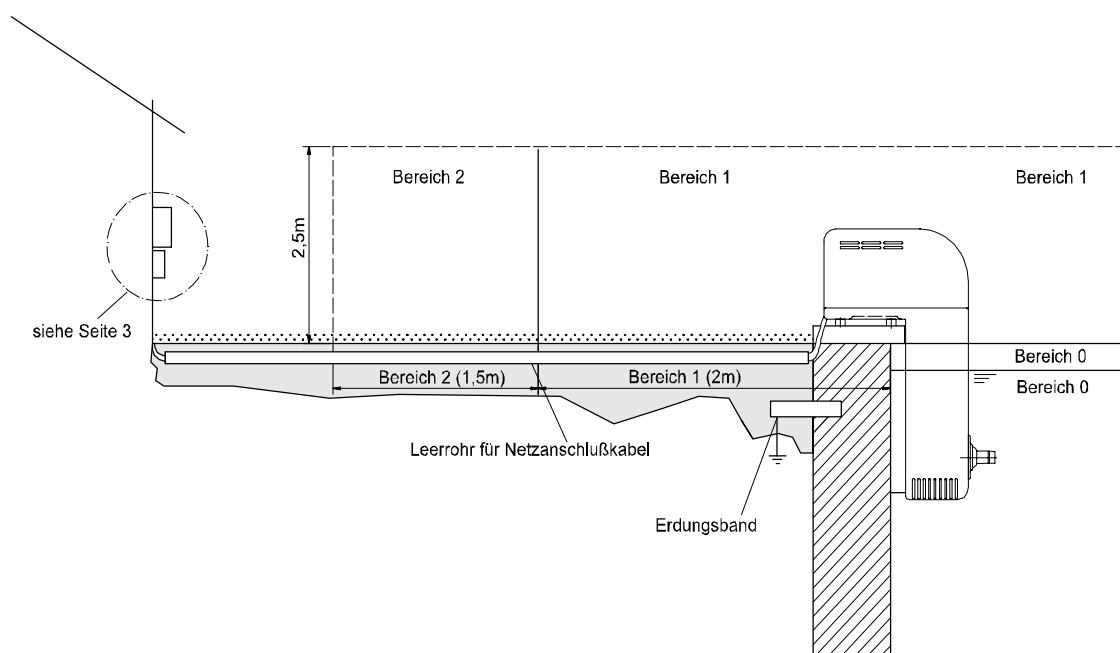 Bereich 2
Bereich 1
Bereich 1
2,5m
siehe Seite 3
Bereich 0
Bereich 2 (1,5m)
Bereich 1 (2m)
Bereich 0
Leerrohr für Netzanschlußkabel
Erdungsband